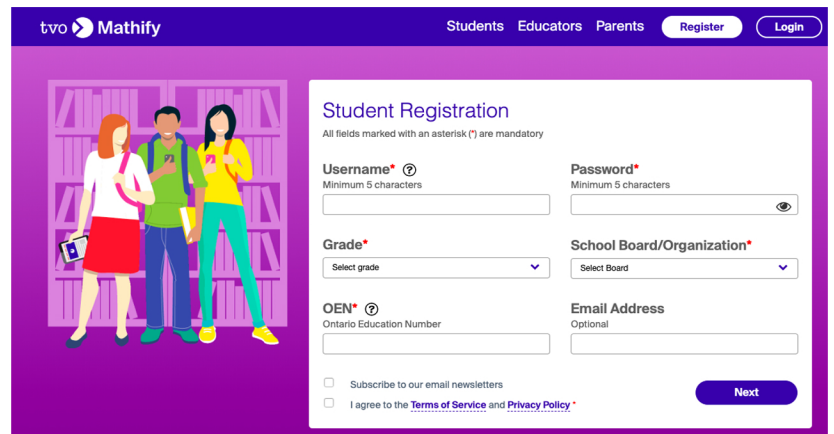 tvo Mathify
Students Educators Parents Register Login
Student Registration
All fields marked with an asterisk (*) are mandatory
Username* ?
Minimum 5 characters
Password*
Minimum 5 characters
Grade*
Select grade
School Board/Organization*
Select Board
OEN* ?
Ontario Education Number
Email Address
Optional
Subscribe to our email newsletters
I agree to the Terms of Service and Privacy Policy *
Next